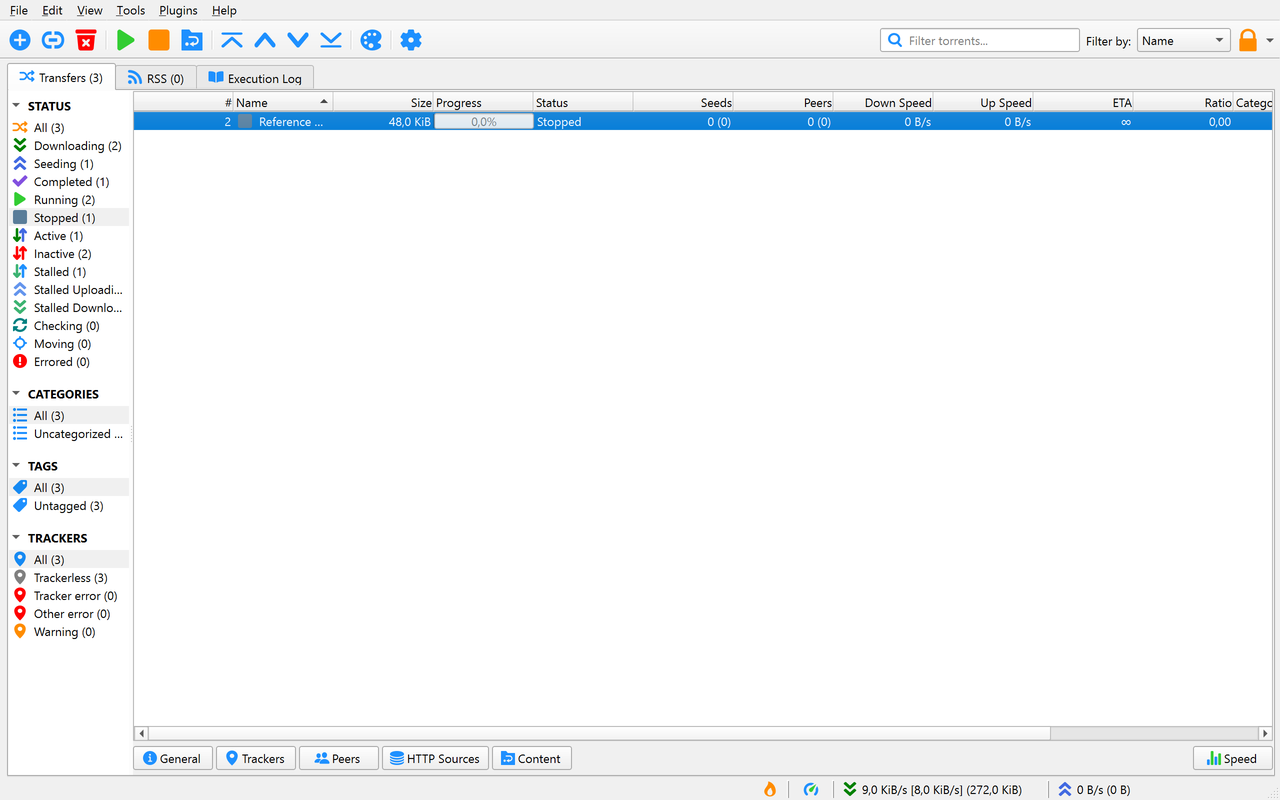 File Edit View Tools Plugins Help
Filter torrents... Filter by: Name
Transfers (3) RSS (0) Execution Log
STATUS
All (3)
Downloading (2)
Seeding (1)
Completed (1)
Running (2)
Stopped (1)
Active (1)
Inactive (2)
Stalled (1)
Stalled Uploadi...
Stalled Downlo...
Checking (0)
Moving (0)
Errored (0)
CATEGORIES
All (3)
Uncategorized ...
TAGS
All (3)
Untagged (3)
TRACKERS
All (3)
Trackerless (3)
Tracker error (0)
Other error (0)
Warning (0)
# Name Size Progress Status Seeds Peers Down Speed Up Speed ETA Ratio Catego
2 Reference ... 48,0 KiB 0,0% Stopped 0 (0) 0 (0) 0 B/s 0 B/s ∞ 0,00
General Trackers Peers HTTP Sources Content Speed
9,0 KiB/s [8,0 KiB/s] (272,0 KiB) 0 B/s (0 B)